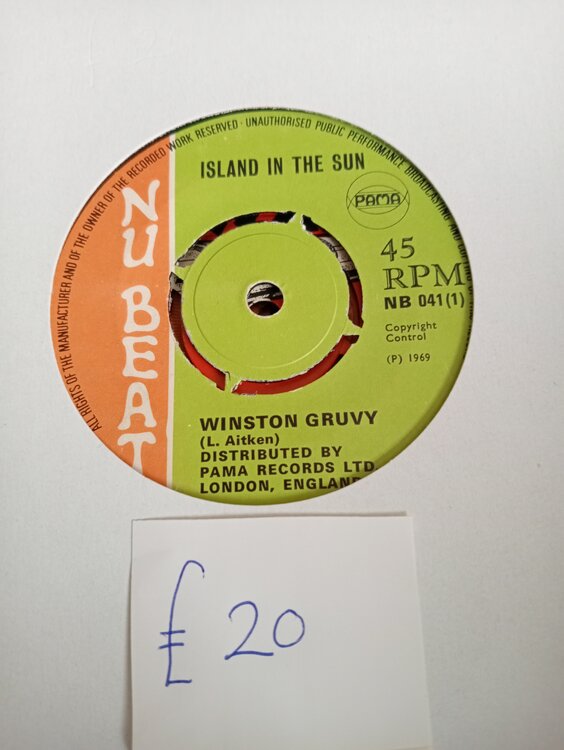 ALL RIGHTS OF THE MANUFACTURER AND OF THE OWNER OF THE RECORDED WORK RESERVED · UNAUTHORISED PUBLIC PERFORMANCE BROADCASTING AND
NU BEAT
ISLAND IN THE SUN
PAMA
45
RPM
NB 041(1)
Copyright
Control
(P) 1969
WINSTON GRUVY
(L. Aitken)
DISTRIBUTED BY
PAMA RECORDS LTD
LONDON, ENGLAND
£20